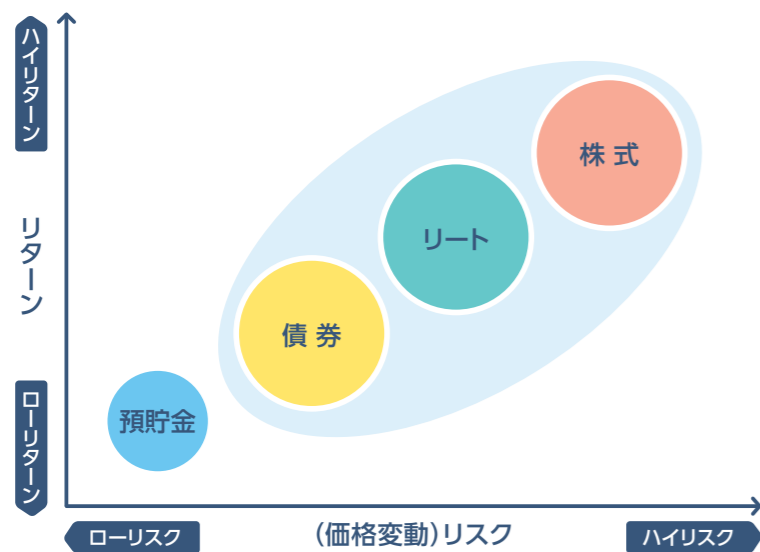 ハイリターン
株式
リート
リターン
債券
ローリターン
預貯金
ローリスク
(価格変動)リスク
ハイリスク